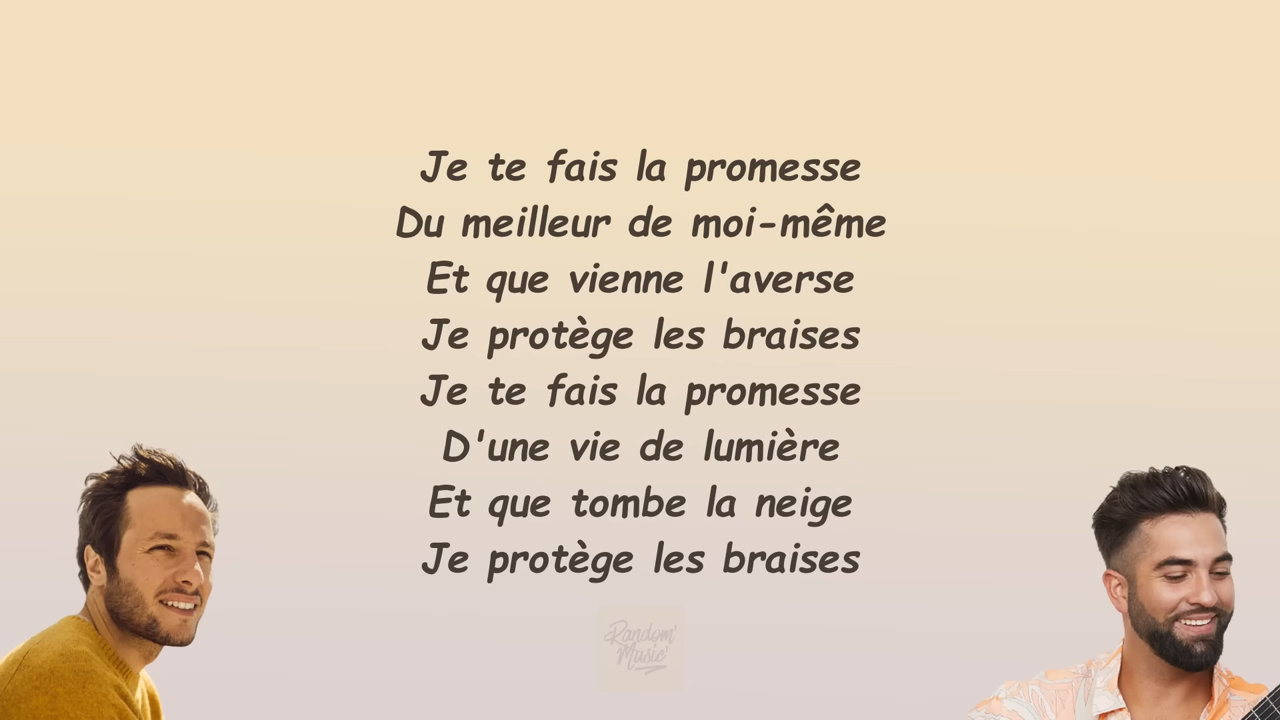 Je te fais la promesse
Du meilleur de moi-même
Et que vienne l'averse
Je protège les braises
Je te fais la promesse
D'une vie de lumière
Et que tombe la neige
Je protège les braises
Random'
Music'